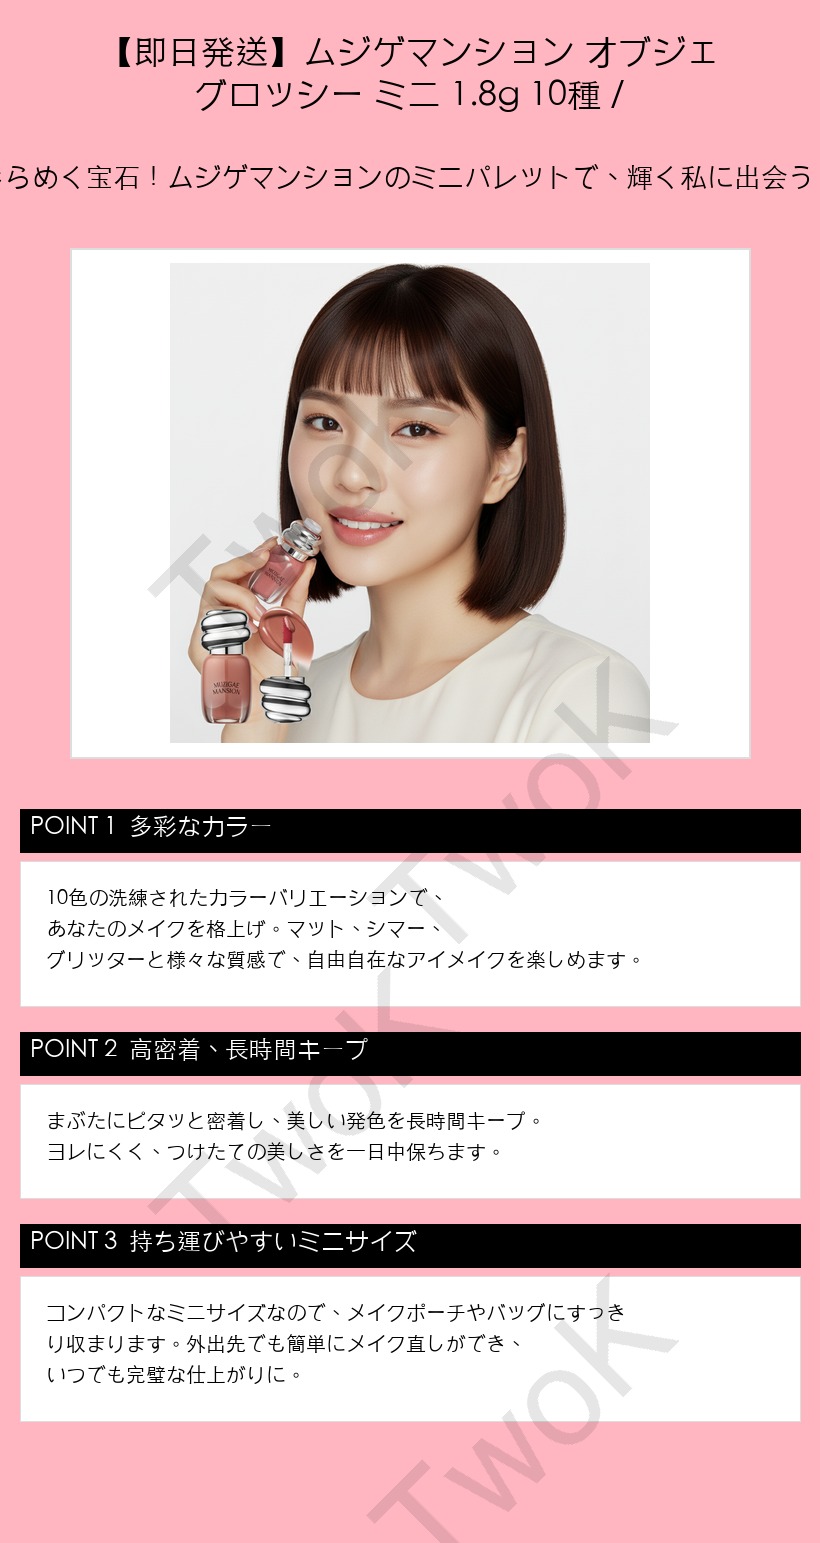 【即日発送】ムジゲマンション オブジェ
グロッシー ミニ 1.8g 10種 /
らめく宝石！ムジゲマンションのミニパレットで、輝く私に出会う
MUZIGAE
MANSION
MUZIGAE
MANSION
TwoK
TwoK
POINT 1 多彩なカラー
10色の洗練されたカラーバリエーションで、
あなたのメイクを格上げ。マット、シマー、
グリッターと様々な質感で、自由自在なアイメイクを楽しめます。
TwoK
POINT 2 高密着、長時間キープ
まぶたにピタッと密着し、美しい発色を長時間キープ。
ヨレにくく、つけたての美しさを一日中保ちます。
POINT 3 持ち運びやすいミニサイズ
コンパクトなミニサイズなので、メイクポーチやバッグにすっき
り収まります。外出先でも簡単にメイク直しができ、
いつでも完璧な仕上がりに。
TwoK